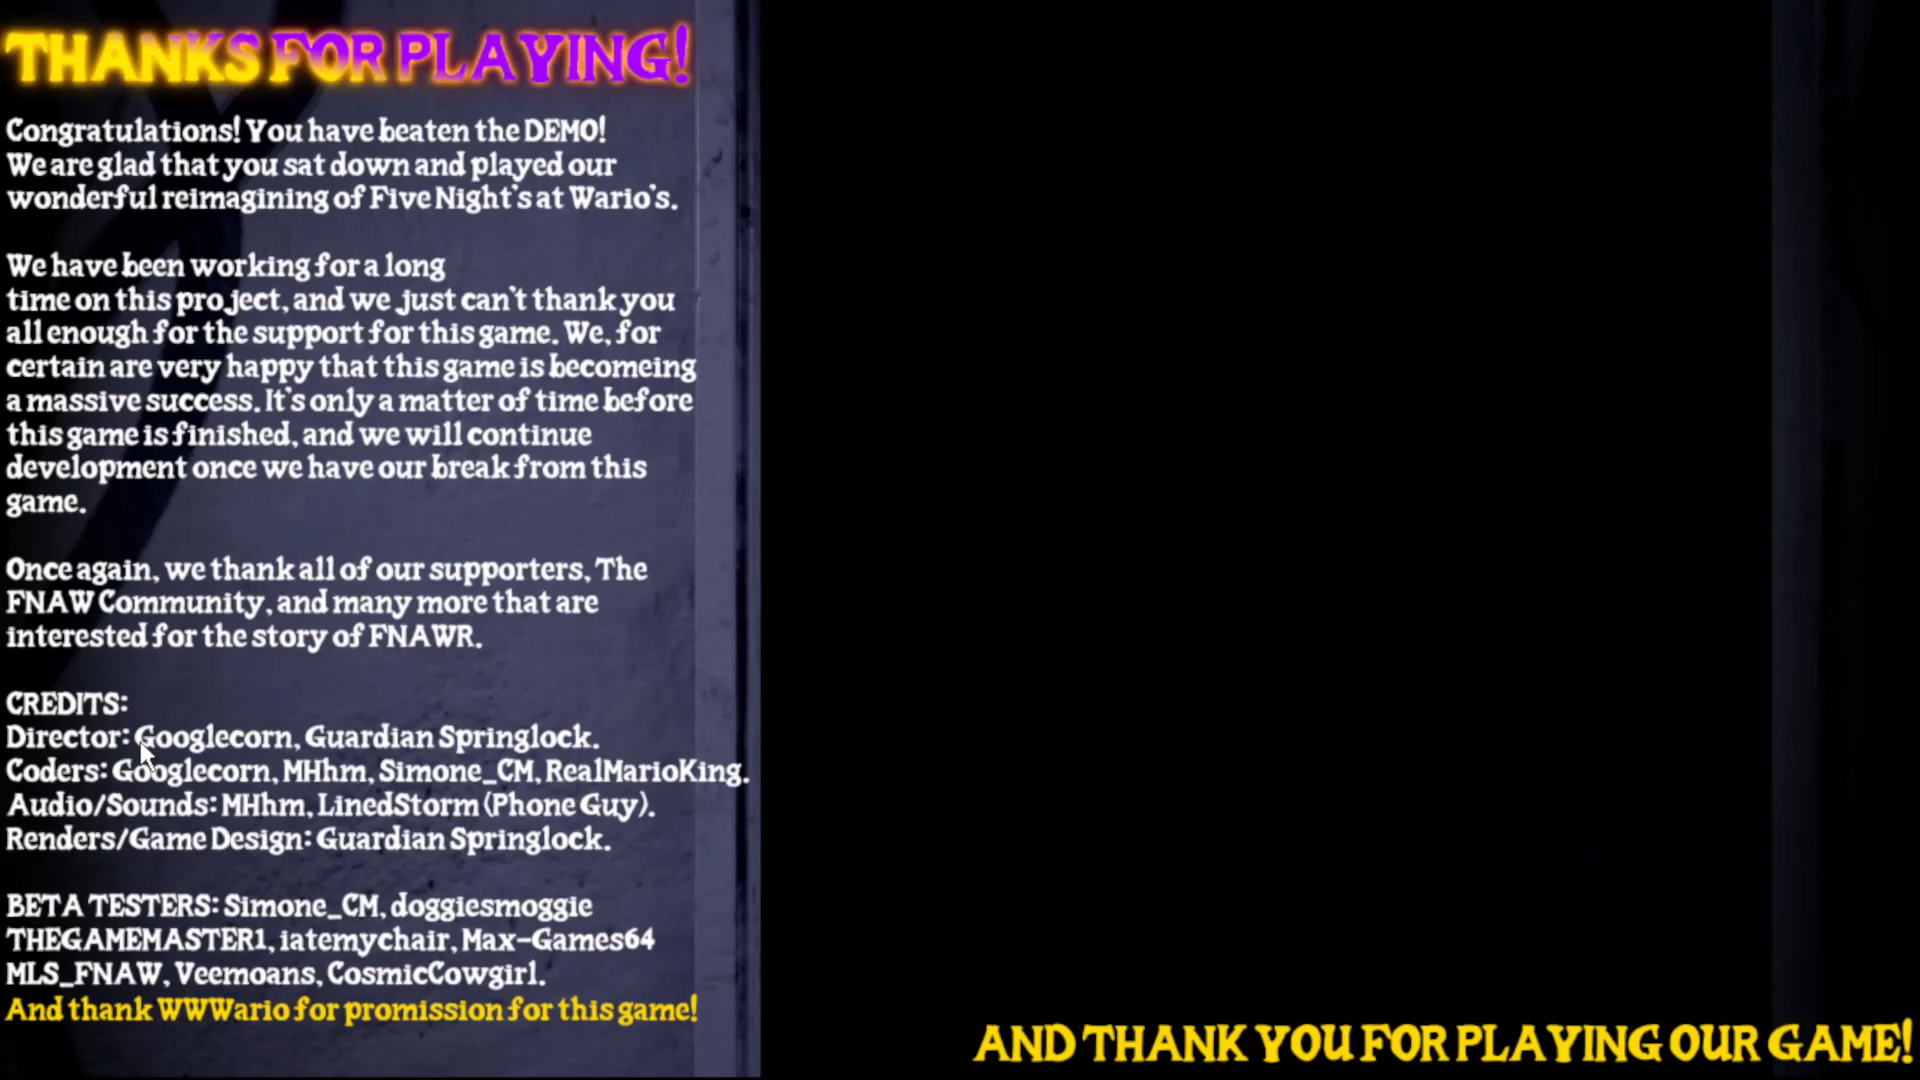 THANKS FOR PLAYING!
Congratulations! You have beaten the DEMO!
We are glad that you sat down and played our
wonderful reimagining of Five Night's at Wario's.
We have been working for a long
time on this project, and we just can't thank you
all enough for the support for this game. We, for
certain are very happy that this game is becomeing
a massive success. It's only a matter of time before
this game is finished, and we will continue
development once we have our break from this
game.
Once again, we thank all of our supporters, The
FNAW Community, and many more that are
interested for the story of FNAWR.
CREDITS:
Director: Googlecorn, Guardian Springlock.
Coders: Googlecorn, MHhm, Simone_CM, RealMarioKing.
Audio/Sounds: MHhm, LinedStorm (Phone Guy).
Renders/Game Design: Guardian Springlock.
BETA TESTERS: Simone_CM, doggiesmoggie
THEGAMEMASTER1, iatemychair, Max-Games64
MLS_FNAW, Veemoans, CosmicCowgirl.
And thank WWWario for promission for this game!
AND THANK YOU FOR PLAYING OUR GAME!